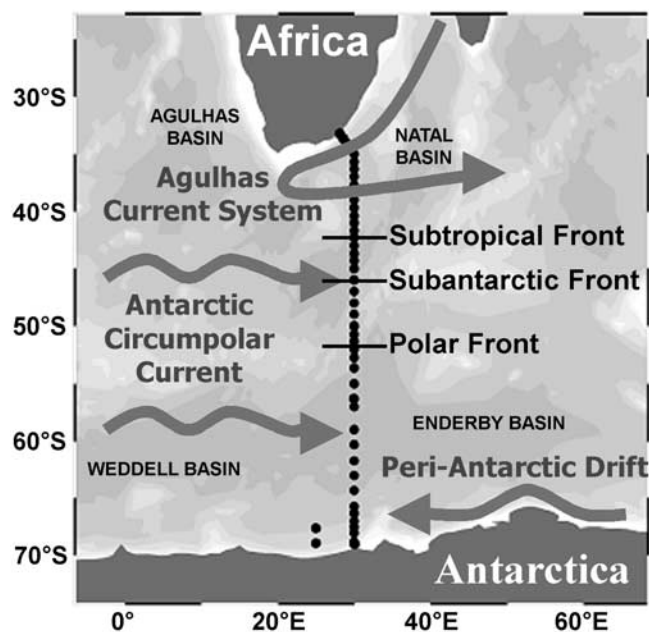 Africa
30°S
AGULHAS
BASIN
NATAL
BASIN
Agulhas
Current System
40°S
Subtropical Front
Subantarctic Front
Antarctic
Circumpolar
Current
50°S
Polar Front
60°S
ENDERBY BASIN
WEDDELL BASIN
Peri-Antarctic Drift
70°S
Antarctica
0°
20°E
40°E
60°E